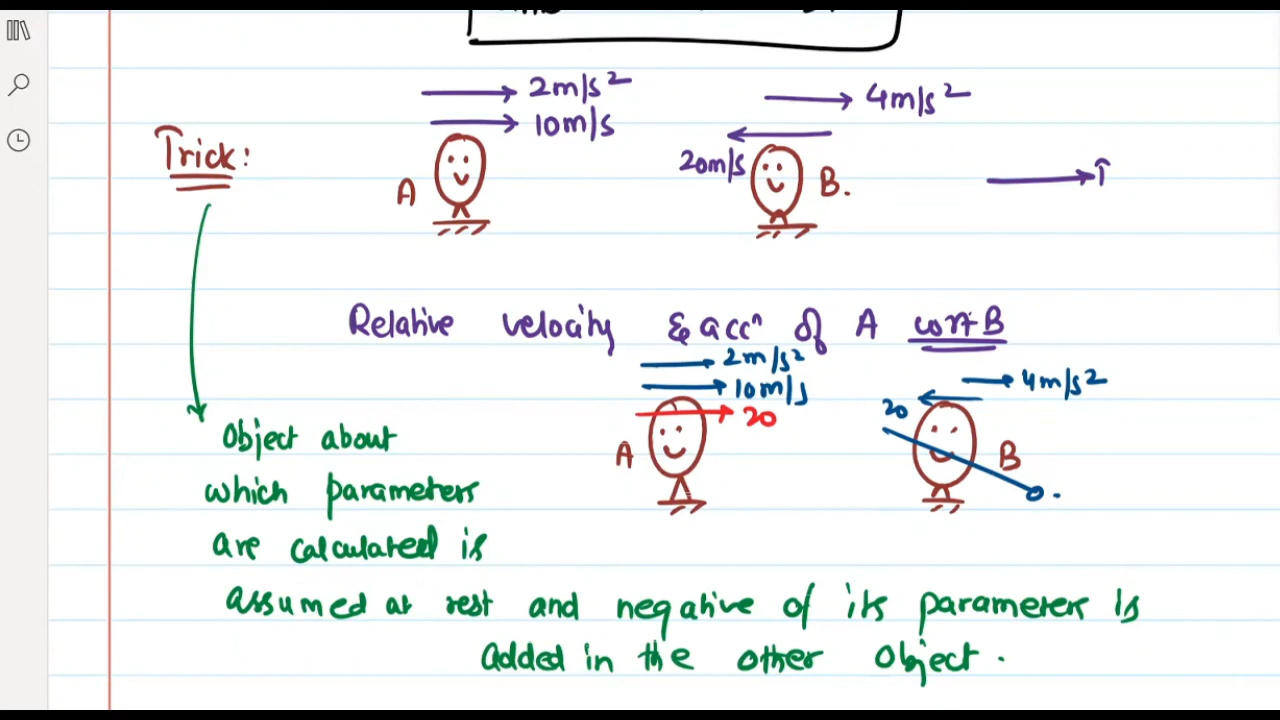 2m/s²
10m/s
4m/s²
20m/s
Trick:
A
B.
î
Relative velocity & accⁿ of A wrt B
2m/s²
10m/s
20
4m/s²
20
A
B
0.
Object about
which parameters
are calculated is
assumed at rest and negative of its parameter is
added in the other object.